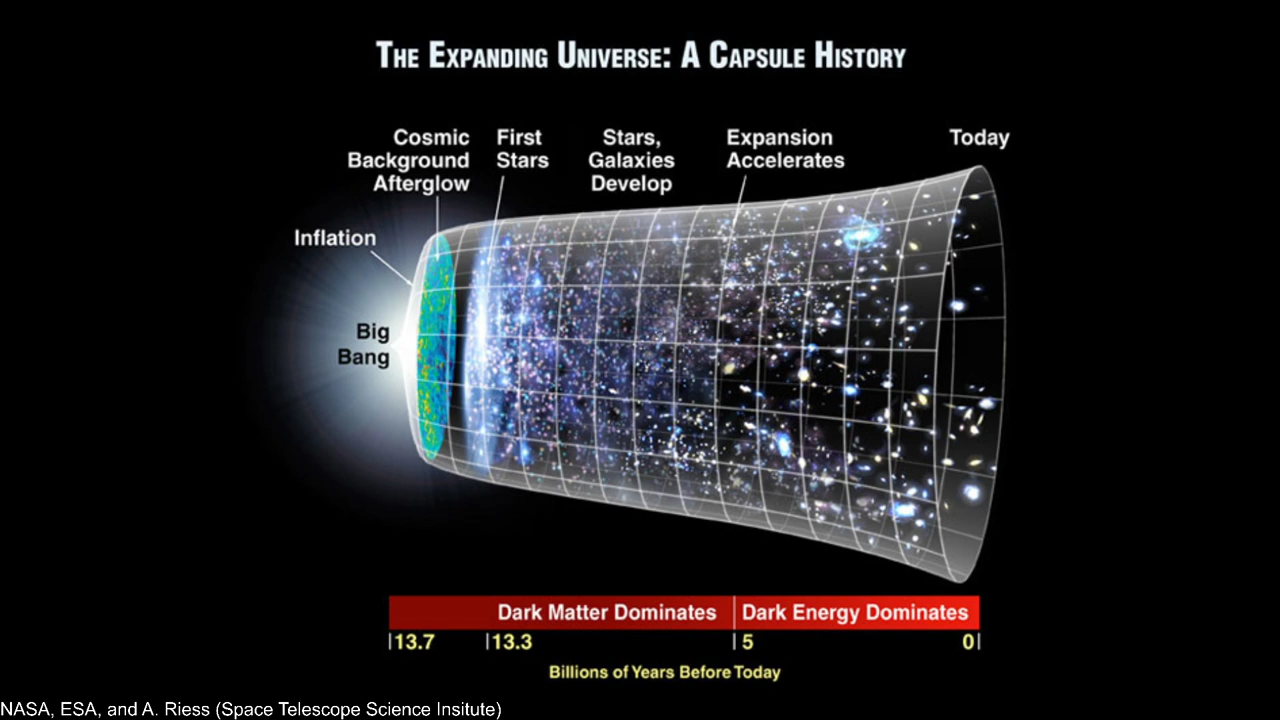 THE EXPANDING UNIVERSE: A CAPSULE HISTORY
Cosmic
Background
Afterglow
First
Stars
Stars,
Galaxies
Develop
Expansion
Accelerates
Today
Inflation
Big
Bang
Dark Matter Dominates
Dark Energy Dominates
13.7
13.3
5
0
Billions of Years Before Today
NASA, ESA, and A. Riess (Space Telescope Science Insitute)